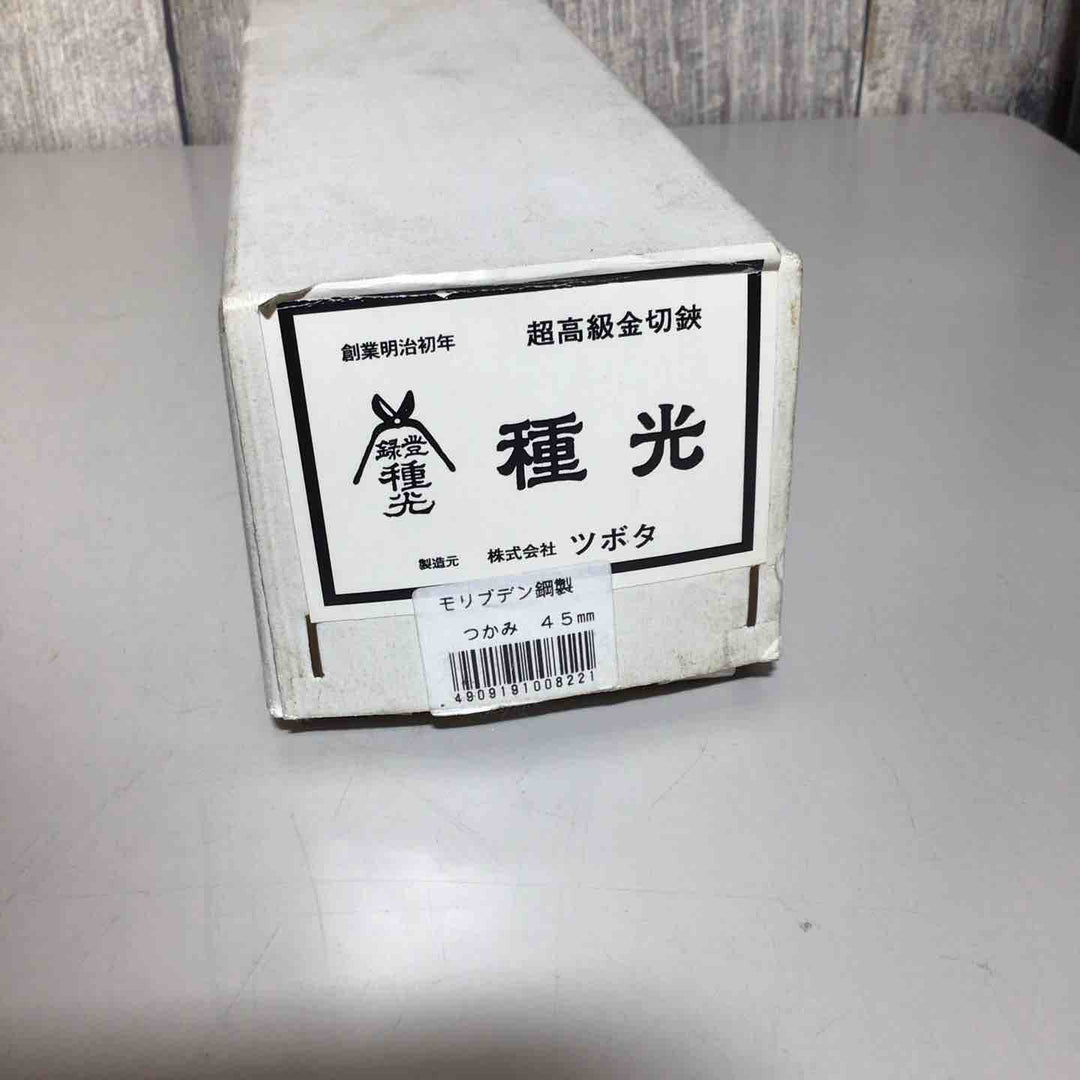 創業明治初年 超高級金切鋏
登録
種光
種光
製造元 株式会社 ツボタ
モリブデン鋼製
つかみ 45mm
4909191008221